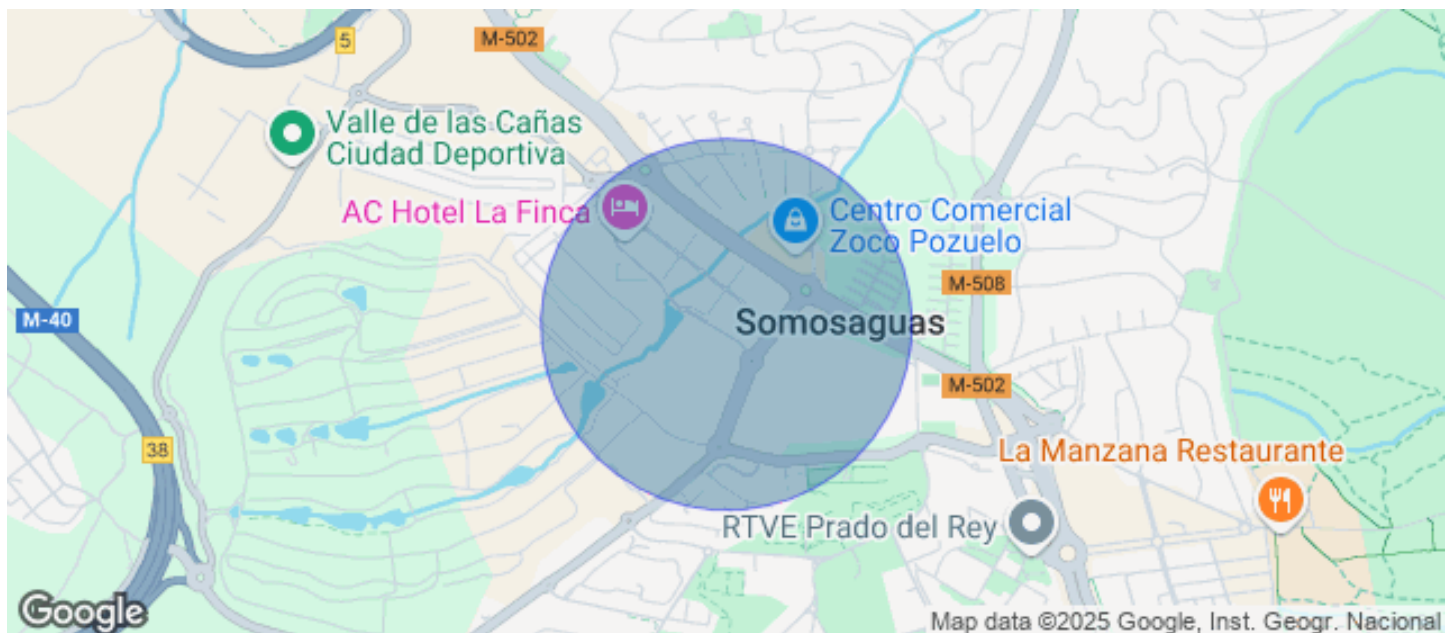 5
M-502
Valle de las Cañas
Ciudad Deportiva
AC Hotel La Finca
Centro Comercial
Zoco Pozuelo
M-508
M-40
Somosaguas
M-502
38
La Manzana Restaurante
RTVE Prado del Rey
Google
Map data ©2025 Google, Inst. Geogr. Nacional